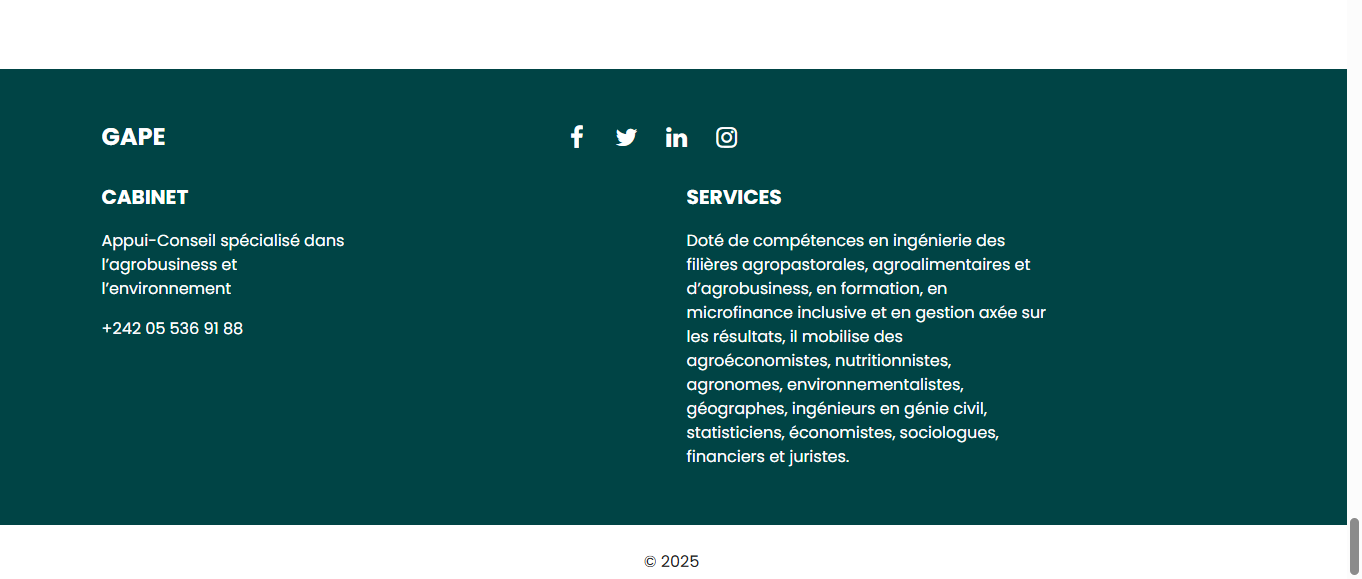 GAPE
CABINET
Appui-Conseil spécialisé dans
l’agrobusiness et
l’environnement
+242 05 536 91 88
SERVICES
Doté de compétences en ingénierie des
filières agropastorales, agroalimentaires et
d’agrobusiness, en formation, en
microfinance inclusive et en gestion axée sur
les résultats, il mobilise des
agroéconomistes, nutritionnistes,
agronomes, environnementalistes,
géographes, ingénieurs en génie civil,
statisticiens, économistes, sociologues,
financiers et juristes.
© 2025